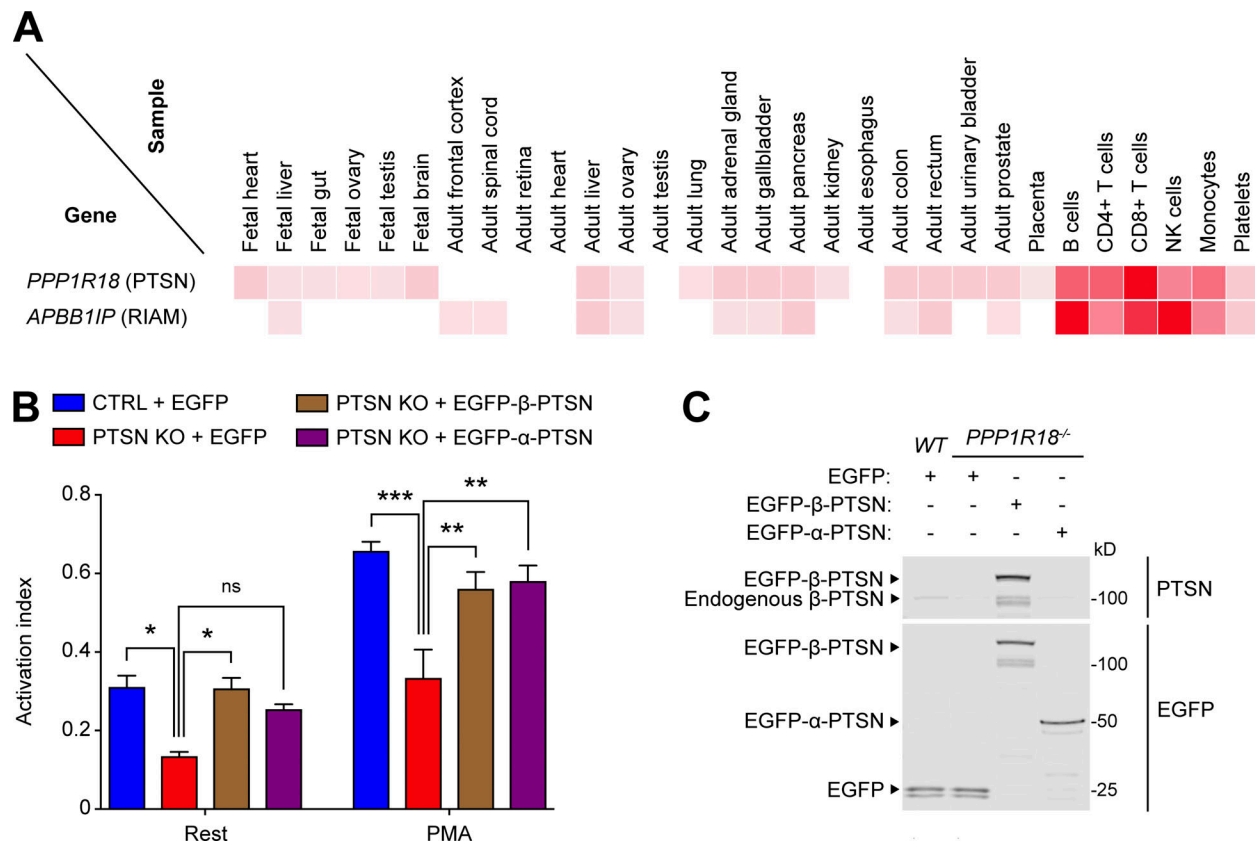 A
Sample
Gene
Fetal heart
Fetal liver
Fetal gut
Fetal ovary
Fetal testis
Fetal brain
Adult frontal cortex
Adult spinal cord
Adult retina
Adult heart
Adult liver
Adult ovary
Adult testis
Adult lung
Adult adrenal gland
Adult gallbladder
Adult pancreas
Adult kidney
Adult esophagus
Adult colon
Adult rectum
Adult urinary bladder
Adult prostate
Placenta
B cells
CD4+ T cells
CD8+ T cells
NK cells
Monocytes
Platelets
PPP1R18 (PTSN)
APBB1IP (RIAM)
B
CTRL + EGFP
PTSN KO + EGFP
PTSN KO + EGFP-β-PTSN
PTSN KO + EGFP-α-PTSN
Activation index
0.8
0.6
0.4
0.2
0
*
*
ns
***
**
**
Rest
PMA
C
WT PPP1R18-/-
EGFP: + + - -
EGFP-β-PTSN: - - + -
EGFP-α-PTSN: - - - +
kD
EGFP-β-PTSN
Endogenous β-PTSN
-100
PTSN
EGFP-β-PTSN
-100
EGFP-α-PTSN
-50
EGFP
-25
EGFP